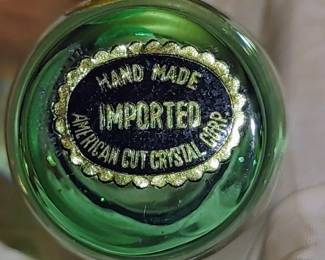 HAND MADE
IMPORTED
AMERICAN CUT CRYSTAL CORP.